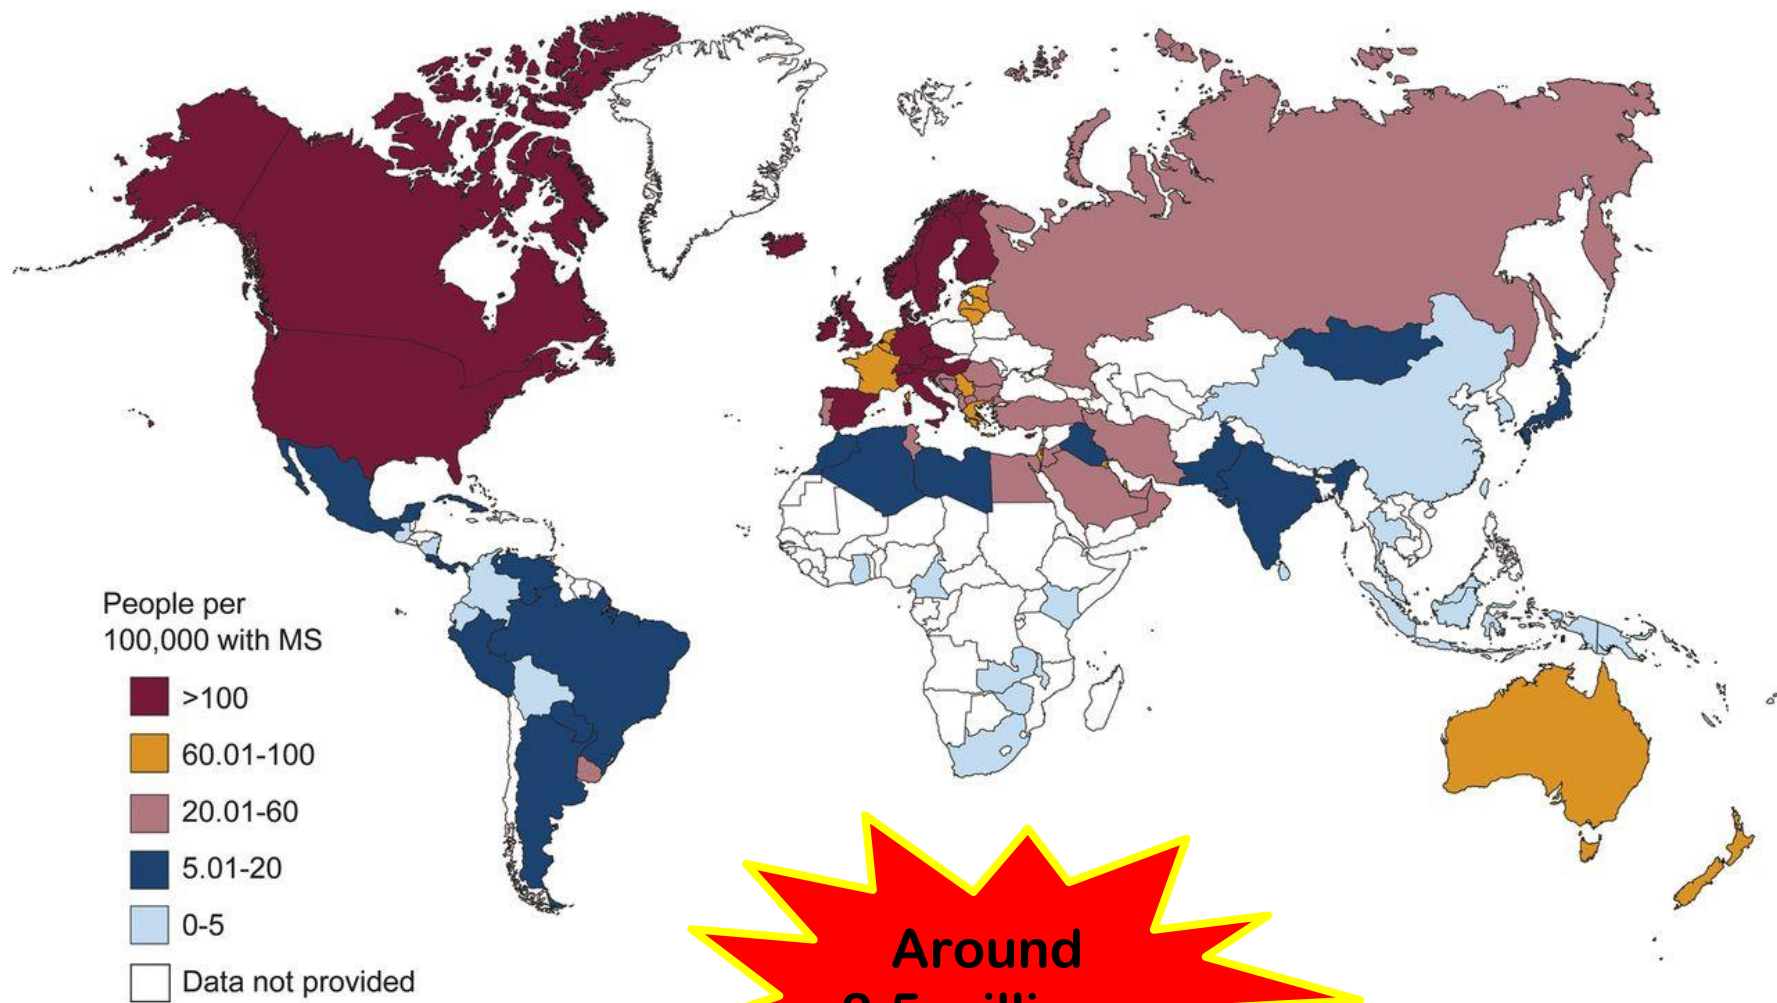 People per
100,000 with MS
>100
60.01-100
20.01-60
5.01-20
0-5
Data not provided
Around